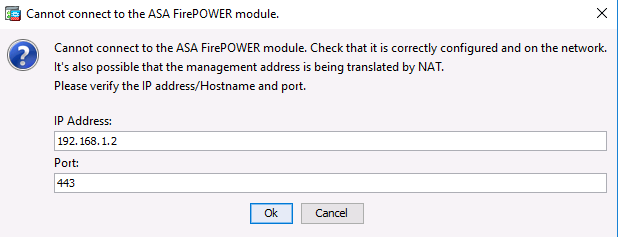 Cannot connect to the ASA FirePOWER module.
Cannot connect to the ASA FirePOWER module. Check that it is correctly configured and on the network.
It's also possible that the management address is being translated by NAT.
Please verify the IP address/Hostname and port.
IP Address:
192.168.1.2
Port:
443
Ok Cancel